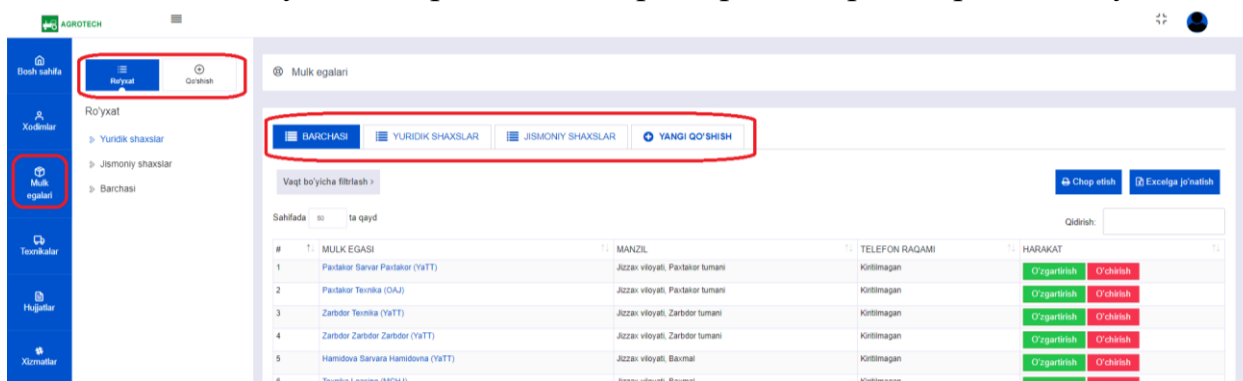 AGROTECH
Bosh sahifa
Xodimlar
Mulk egalari
Texnikalar
Hujjatlar
Xizmatlar
Ro'yxat
Qo'shish
Ro'yxat
Yuridik shaxslar
Jismoniy shaxslar
Barchasi
Mulk egalari
BARCHASI YURIDIK SHAXSLAR JISMONIY SHAXSLAR YANGI QO'SHISH
Vaqt bo'yicha filtrlash > Chop etish Excelga jo'natish
Sahifada 50 ta qayd Qidirish:
# MULK EGASI MANZIL TELEFON RAQAMI HARAKAT
1 Paxtakor Sarvar Paxtakor (YaTT) Jizzax viloyati, Paxtakor tumani Kiritilmagan O'zgartirish O'chirish
2 Paxtakor Texnika (OAJ) Jizzax viloyati, Paxtakor tumani Kiritilmagan O'zgartirish O'chirish
3 Zarbdor Texnika (YaTT) Jizzax viloyati, Zarbdor tumani Kiritilmagan O'zgartirish O'chirish
4 Zarbdor Zarbdor Zarbdor (YaTT) Jizzax viloyati, Zarbdor tumani Kiritilmagan O'zgartirish O'chirish
5 Hamidova Sarvara Hamidovna (YaTT) Jizzax viloyati, Baxmal Kiritilmagan O'zgartirish O'chirish